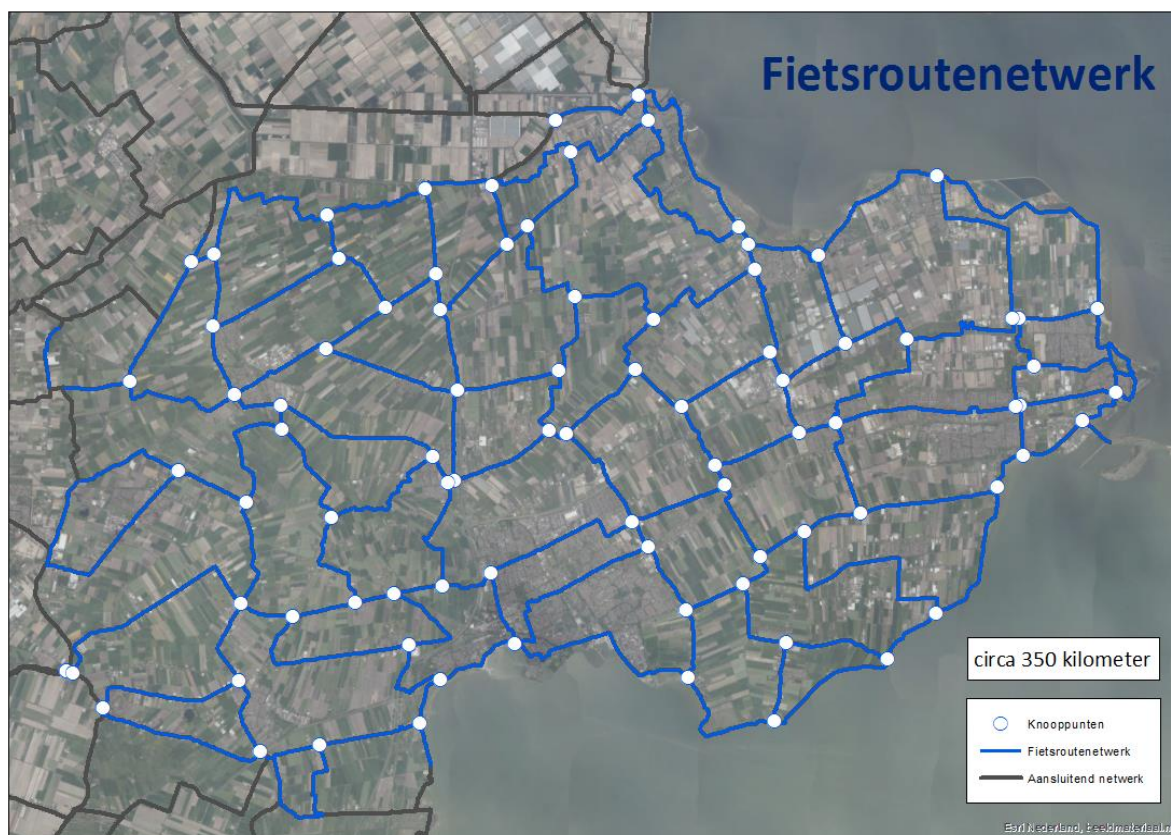 Fietsroutenetwerk
circa 350 kilometer
Knooppunten
Fietsroutenetwerk
Aansluitend netwerk
Esri Nederland, beeldmateriaal.n